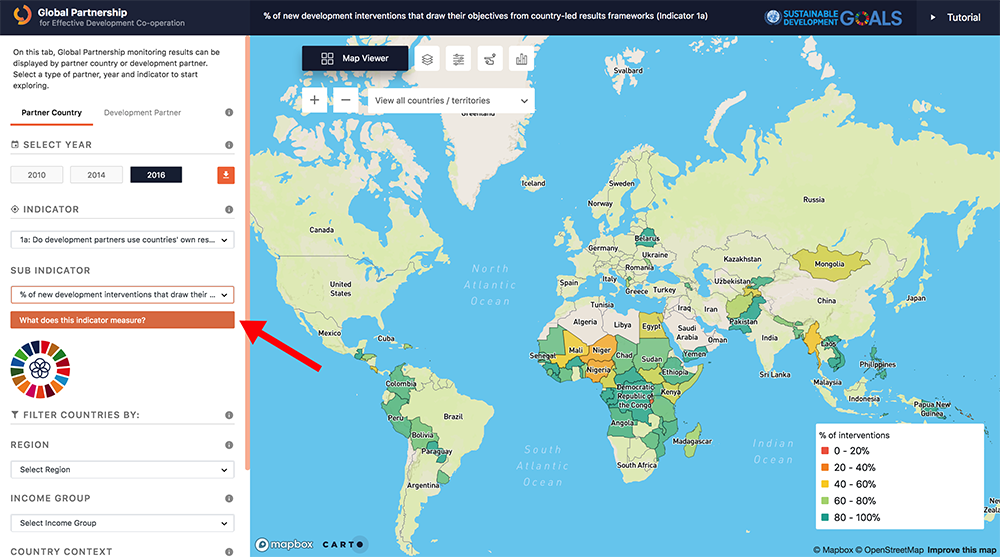 Global Partnership
for Effective Development Co-operation
% of new development interventions that draw their objectives from country-led results frameworks (Indicator 1a)
SUSTAINABLE
DEVELOPMENT
GOALS
Tutorial
On this tab, Global Partnership monitoring results can be
displayed by partner country or development partner.
Select a type of partner, year and indicator to start
exploring.
Partner Country
Development Partner
SELECT YEAR
2010
2014
2016
INDICATOR
1a: Do development partners use countries' own res...
SUB INDICATOR
% of new development interventions that draw their ...
What does this indicator measure?
FILTER COUNTRIES BY:
REGION
Select Region
INCOME GROUP
Select Income Group
COUNTRY CONTEXT
Map Viewer
+
−
View all countries / territories
Svalbard
Greenland
Iceland
Sweden
Norway
Russia
Canada
Belarus
Germany
Ukraine
Kazakhstan
Mongolia
Romania
Italy
Uzbekistan
Spain
Greece
Turkey
United
States
North
Atlantic
Ocean
Tunisia
Iraq
Iran
China
Japan
Algeria
Libya
Egypt
Saudi
Arabia
Pakistan
Oman
India
Mexico
Cuba
Mali
Niger
Chad
Sudan
Yemen
Laos
Senegal
Nigeria
Ethiopia
Philippines
Sri Lanka
Malaysia
Colombia
Democratic
Republic of
the Congo
Kenya
Indonesia
Papua New
Guinea
Peru
Brazil
Angola
Bolivia
Madagascar
Paraguay
South
Atlantic
Ocean
Indian
Ocean
South Africa
Argentina
New
Zeala
% of interventions
0 - 20%
20 - 40%
40 - 60%
60 - 80%
80 - 100%
mapbox
CARTO
© Mapbox © OpenStreetMap Improve this map